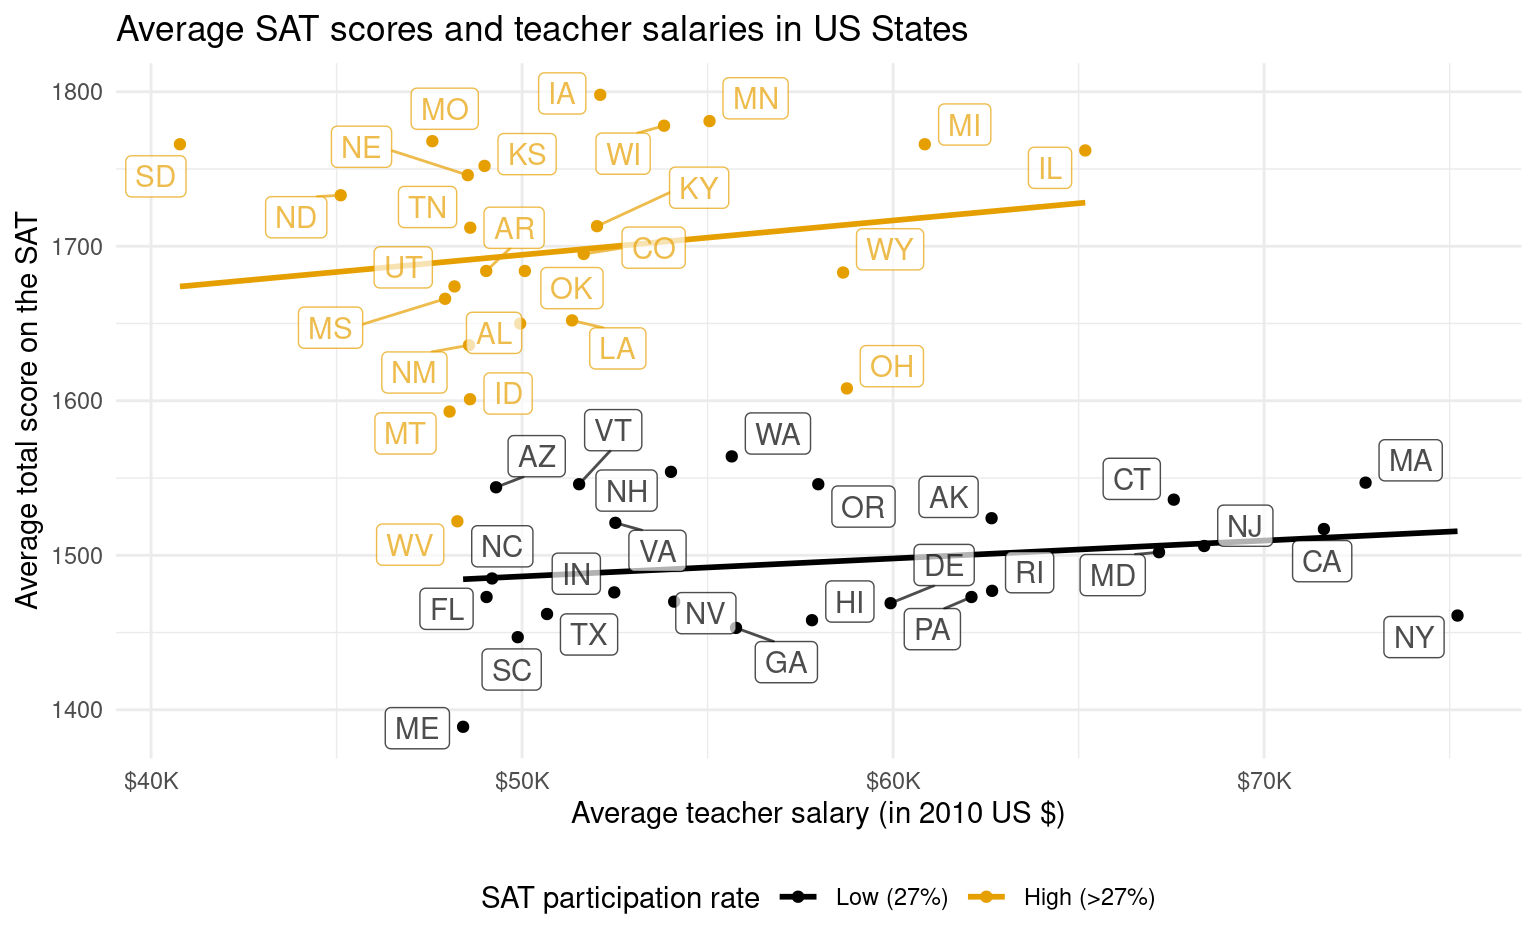 Average SAT scores and teacher salaries in US States
Average total score on the SAT
1800
1700
1600
1500
1400
IA
MN
MO
MI
NE
KS
WI
IL
SD
KY
ND
TN
AR
CO
WY
UT
OK
MS
AL
LA
NM
OH
ID
MT
VT
WA
AZ
MA
NH
CT
AK
OR
NJ
WV
NC
VA
CA
IN
DE
RI
MD
FL
HI
NV
TX
PA
NY
GA
SC
ME
$40K
$50K
$60K
$70K
Average teacher salary (in 2010 US $)
SAT participation rate
Low (27%)
High (>27%)